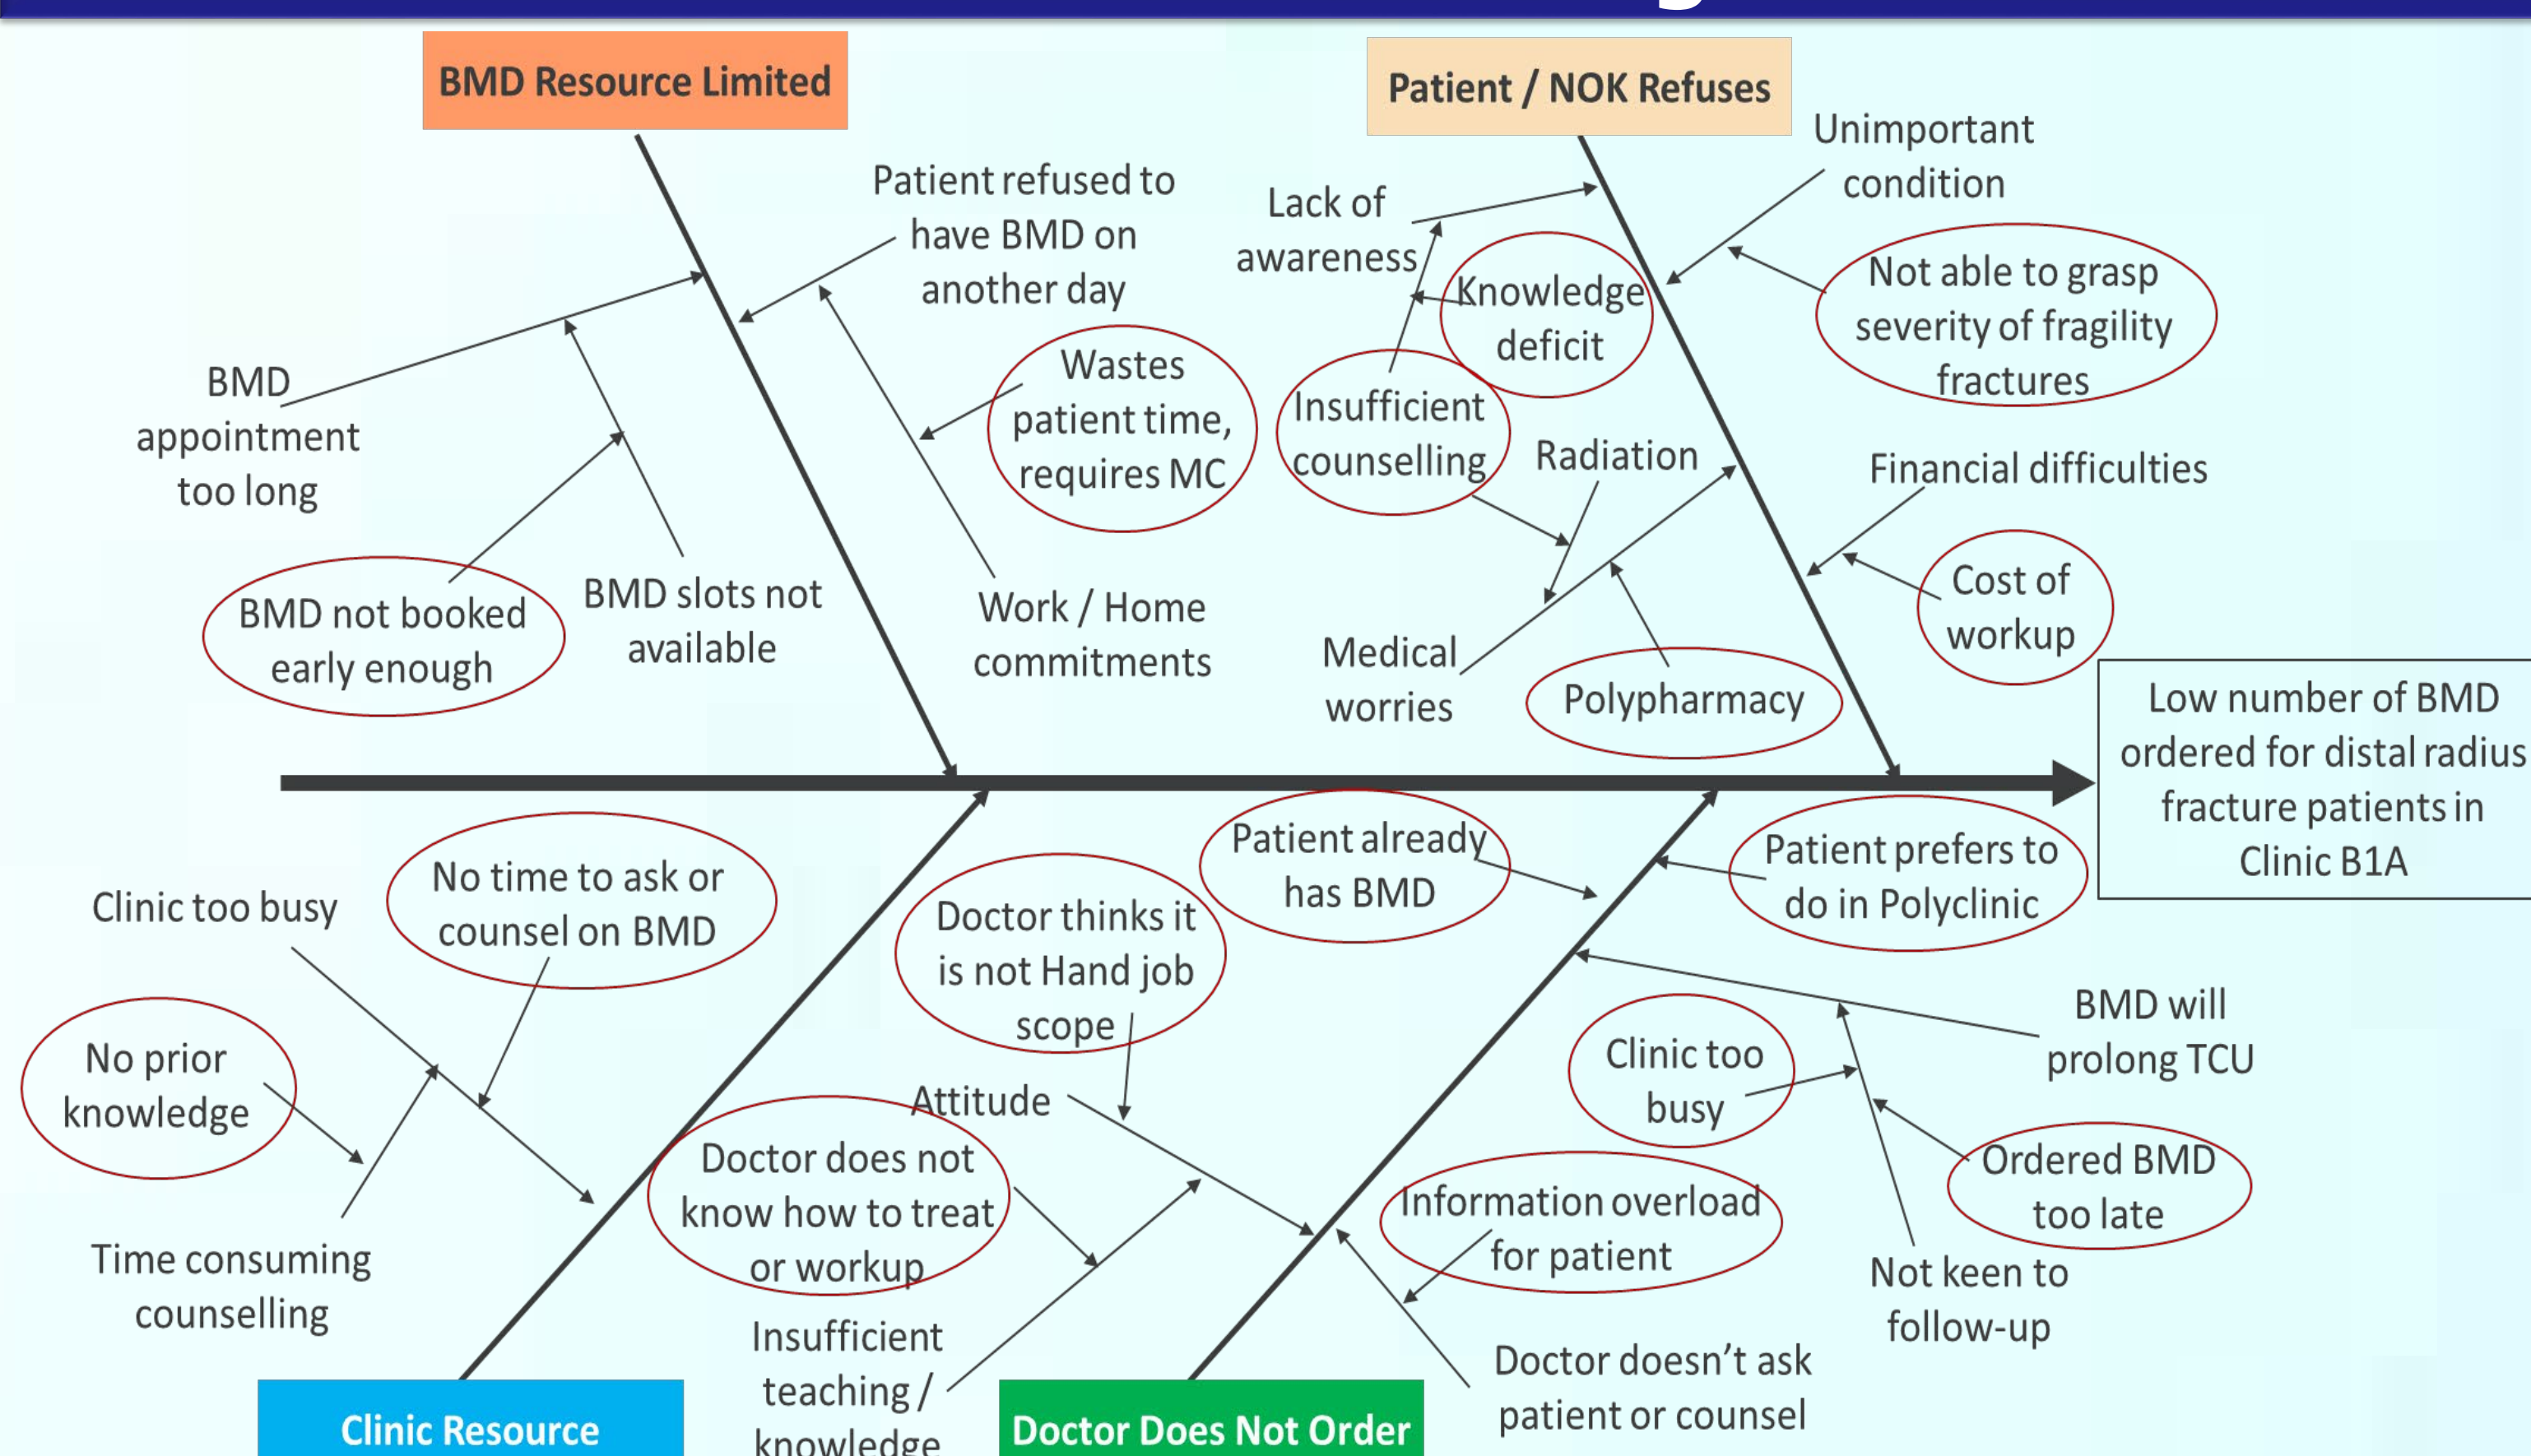 BMD Resource Limited
Patient / NOK Refuses
Patient refused to
have BMD on
another day
BMD
appointment
too long
Wastes
patient time,
requires MC
BMD not booked
early enough
BMD slots not
available
Work / Home
commitments
Lack of
awareness
Unimportant
condition
Knowledge
deficit
Not able to grasp
severity of fragility
fractures
Insufficient
counselling
Radiation
Financial difficulties
Cost of
workup
Medical
worries
Polypharmacy
Low number of BMD
ordered for distal radius
fracture patients in
Clinic B1A
Clinic too busy
No time to ask or
counsel on BMD
No prior
knowledge
Time consuming
counselling
Clinic Resource
Doctor thinks it
is not Hand job
scope
Patient already
has BMD
Patient prefers to
do in Polyclinic
Attitude
Doctor does not
know how to treat
or workup
Insufficient
teaching /
knowledge
Clinic too
busy
BMD will
prolong TCU
Ordered BMD
too late
Information overload
for patient
Not keen to
follow-up
Doctor doesn’t ask
patient or counsel
Doctor Does Not Order